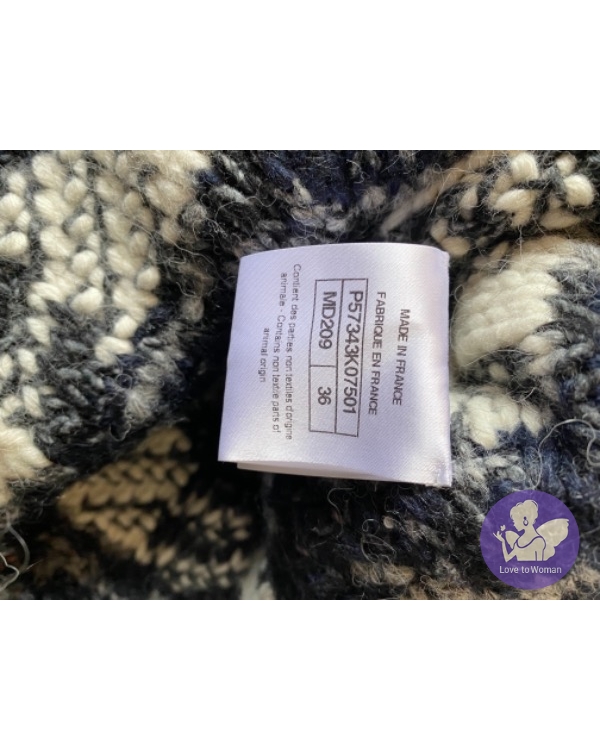 MADE IN FRANCE
FABRIQUE EN FRANCE
P57343K07501
MD209 36
Contient des parties non textiles d'origine
animale - Contains non textile parts of
animal origin
Love to Woman